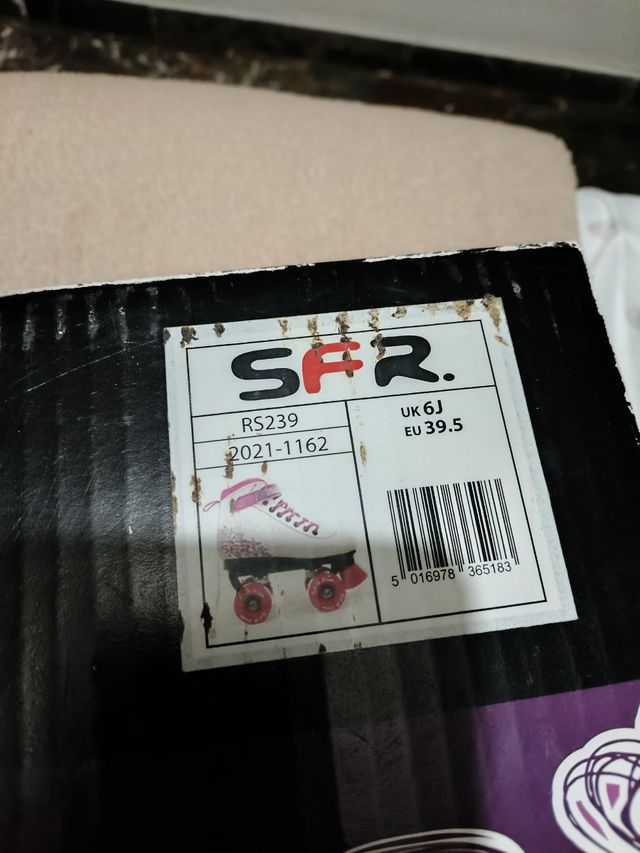 SFR.
RS239
2021-1162
UK 6J
EU 39.5
5 016978 365183